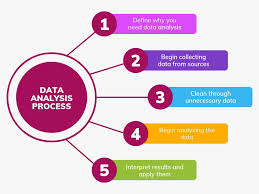 DATA
ANALYSIS
PROCESS
1
Define why you
need data analysis
2
Begin collecting
data from sources
3
Clean through
unnecessary data
4
Begin analyzing the
data
5
Interpret results and
apply them